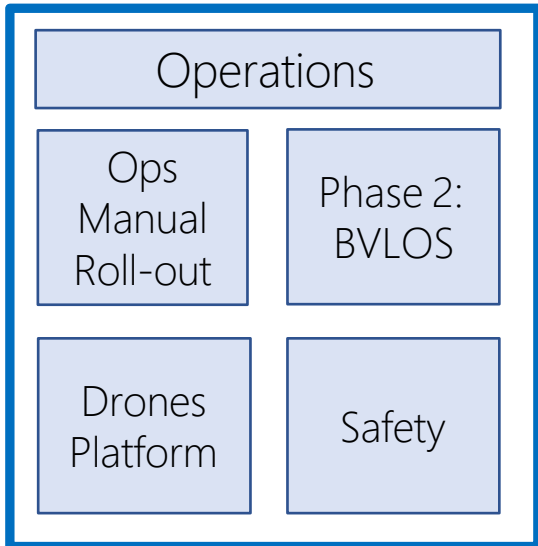 Operations
Ops
Manual
Roll-out
Phase 2:
BVLOS
Drones
Platform
Safety